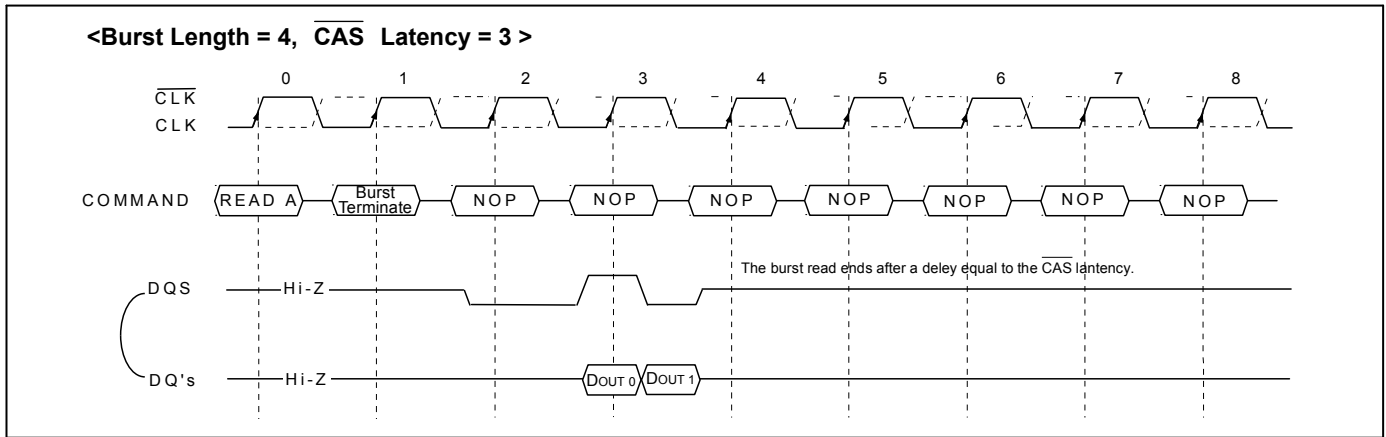 <Burst Length = 4, CAS Latency = 3 >
0 1 2 3 4 5 6 7 8
CLK
CLK
COMMAND READ A Burst Terminate NOP NOP NOP NOP NOP NOP NOP
The burst read ends after a deley equal to the CAS lantency.
DQS Hi-Z
DQ's Hi-Z DOUT 0 DOUT 1